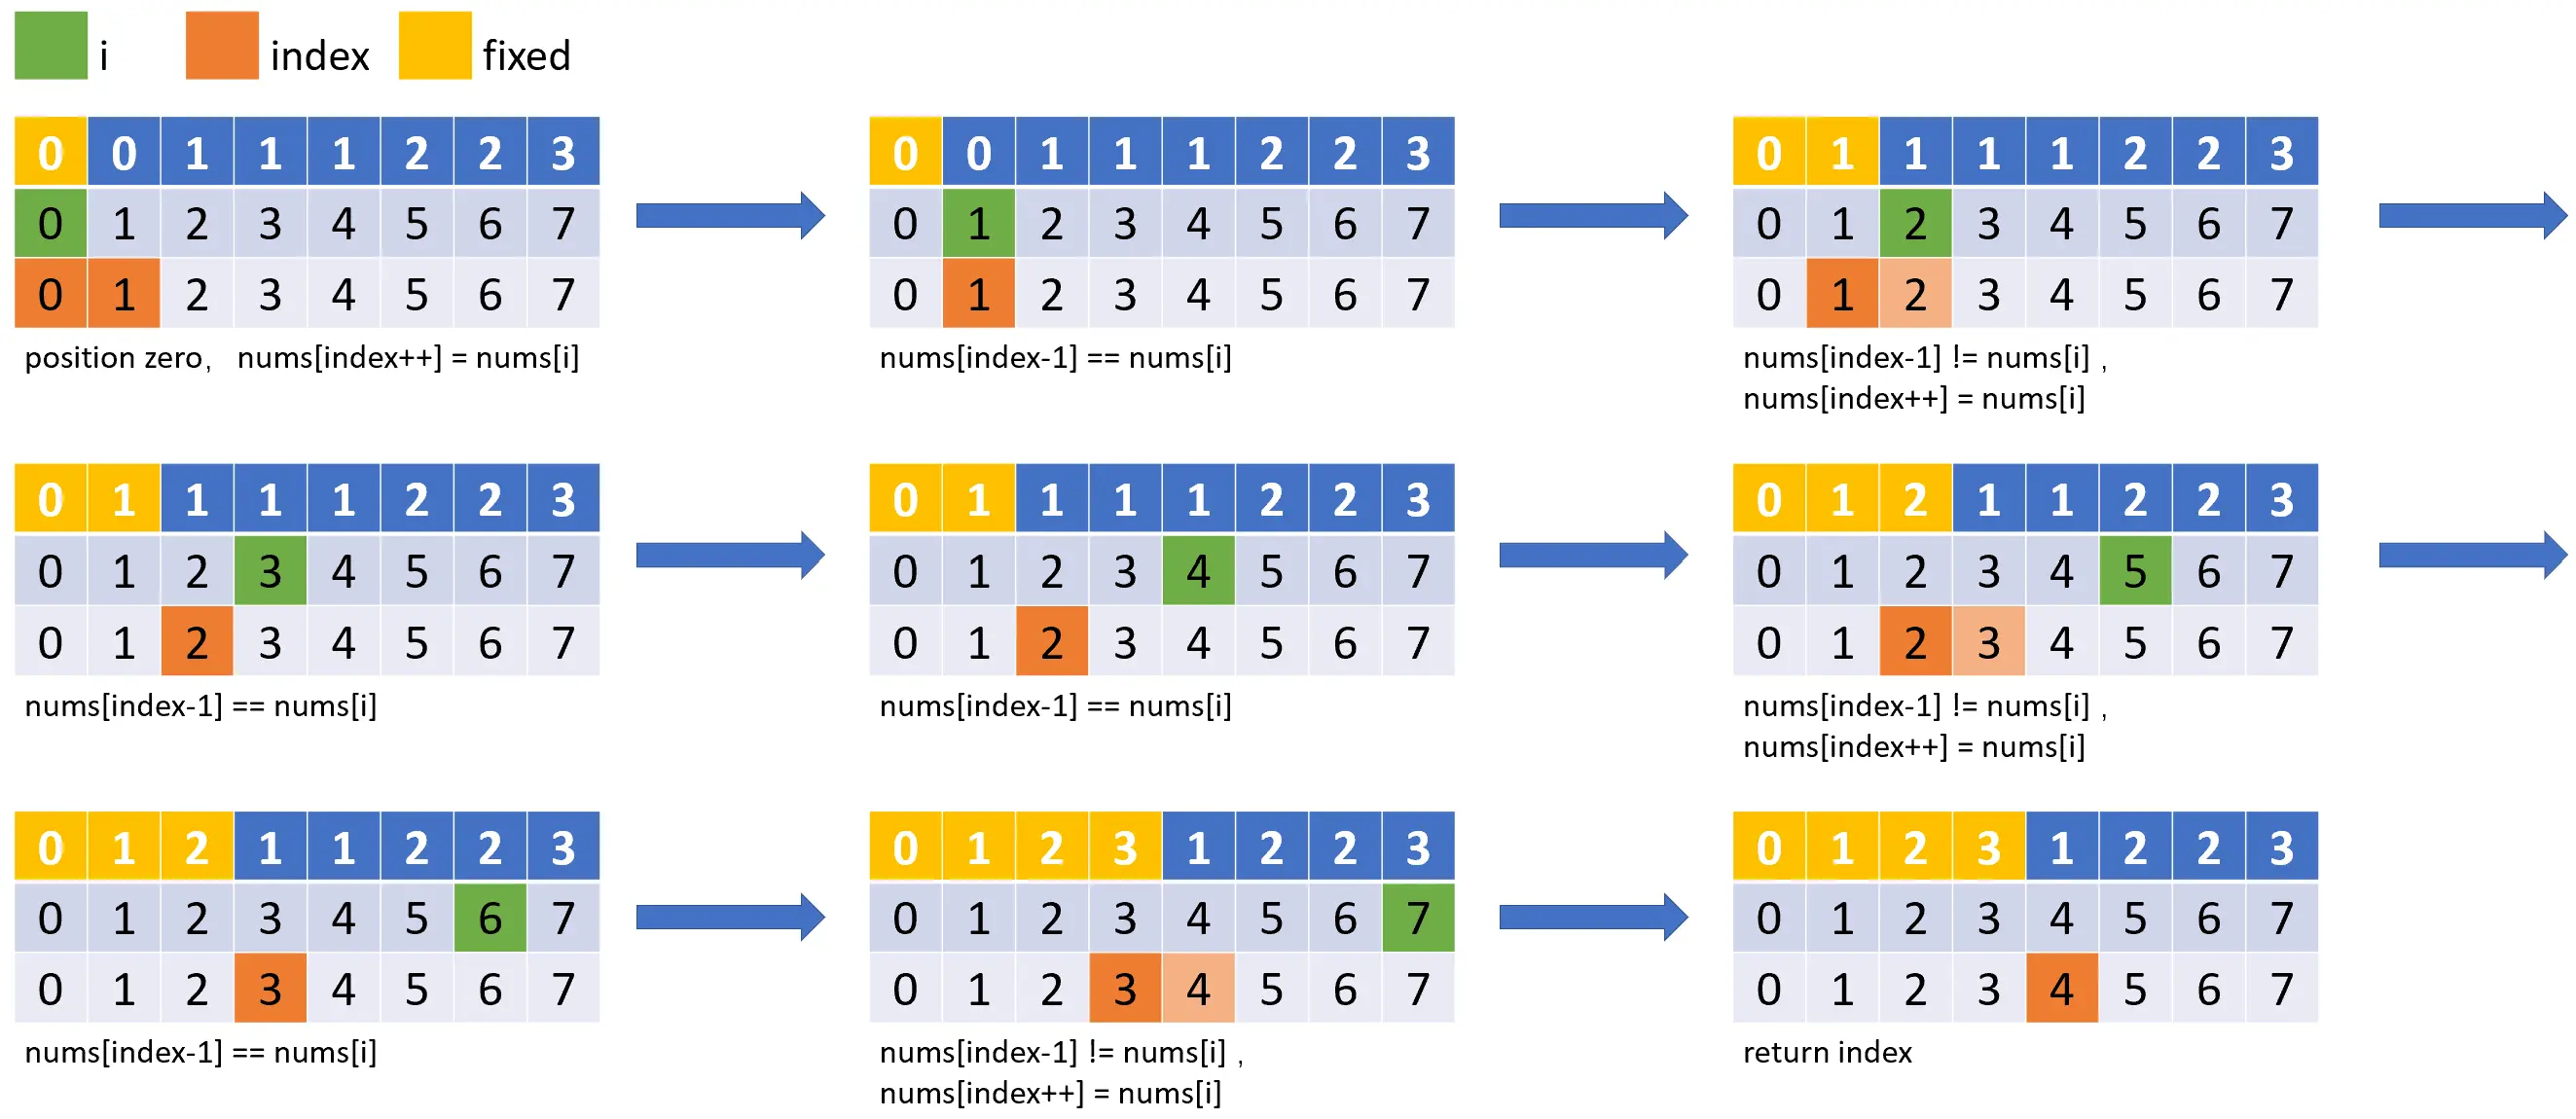 i index fixed
0 0 1 1 1 2 2 3
0 1 2 3 4 5 6 7
0 1 2 3 4 5 6 7
position zero, nums[index++] = nums[i]
0 0 1 1 1 2 2 3
0 1 2 3 4 5 6 7
0 1 2 3 4 5 6 7
nums[index-1] == nums[i]
0 1 1 1 1 2 2 3
0 1 2 3 4 5 6 7
0 1 2 3 4 5 6 7
nums[index-1] != nums[i] ,
nums[index++] = nums[i]
0 1 1 1 1 2 2 3
0 1 2 3 4 5 6 7
0 1 2 3 4 5 6 7
nums[index-1] == nums[i]
0 1 1 1 1 2 2 3
0 1 2 3 4 5 6 7
0 1 2 3 4 5 6 7
nums[index-1] == nums[i]
0 1 2 1 1 2 2 3
0 1 2 3 4 5 6 7
0 1 2 3 4 5 6 7
nums[index-1] != nums[i] ,
nums[index++] = nums[i]
0 1 2 1 1 2 2 3
0 1 2 3 4 5 6 7
0 1 2 3 4 5 6 7
nums[index-1] == nums[i]
0 1 2 3 1 2 2 3
0 1 2 3 4 5 6 7
0 1 2 3 4 5 6 7
nums[index-1] != nums[i] ,
nums[index++] = nums[i]
0 1 2 3 1 2 2 3
0 1 2 3 4 5 6 7
0 1 2 3 4 5 6 7
return index